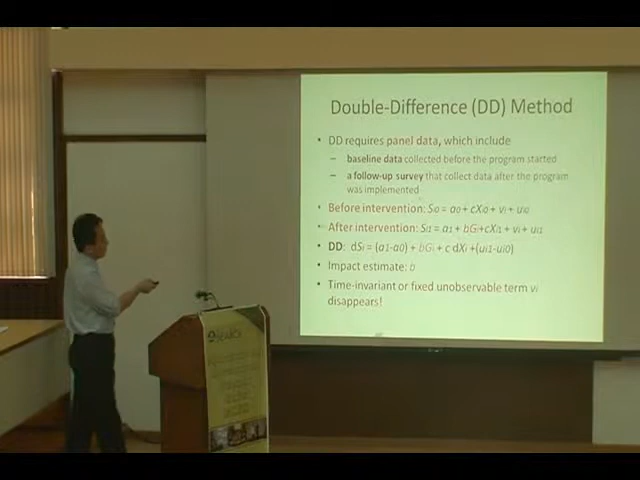 Double-Difference (DD) Method
• DD requires panel data, which include
– baseline data collected before the program started
– a follow-up survey that collect data after the program
was implemented
• Before intervention: Si0 = a0 + cXi0 + vi + ui0
• After intervention: Si1 = a1 + bGi+cXi1 + vi + ui1
• DD: dSi = (a1-a0) + bGi + c dXi +(ui1-ui0)
• Impact estimate: b
• Time-invariant or fixed unobservable term vi
disappears!